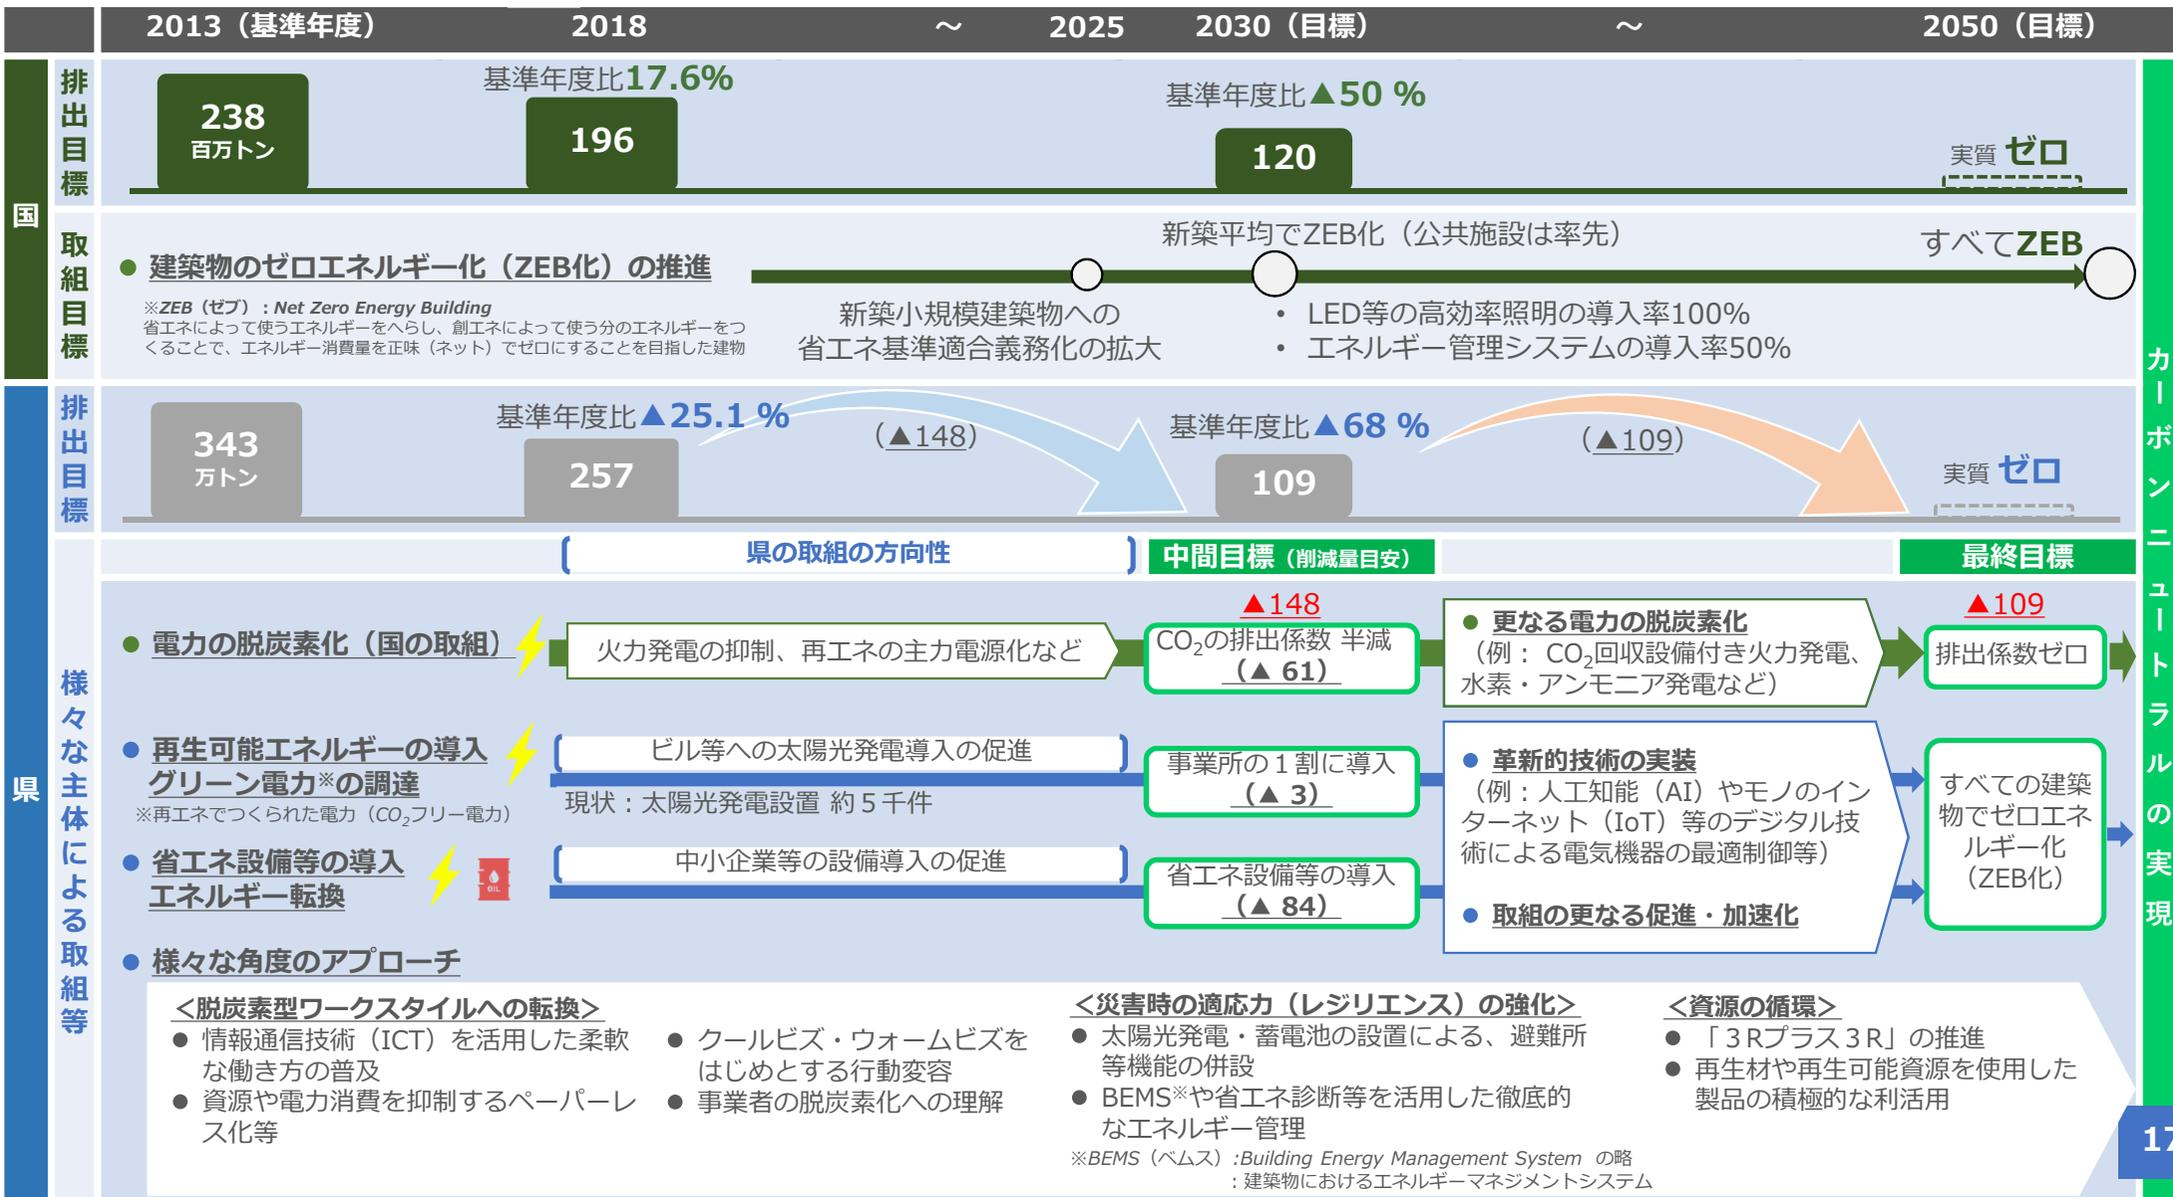 2013（基準年度）　2018　～　2025　2030（目標）　～　2050（目標）
国
排出目標
238
百万トン
基準年度比17.6%
196
基準年度比▲50 %
120
実質 ゼロ
取組目標
● 建築物のゼロエネルギー化（ZEB化）の推進
※ZEB（ゼブ）: Net Zero Energy Building
省エネによって使うエネルギーをへらし、創エネによって使う分のエネルギーをつ
くることで、エネルギー消費量を正味（ネット）でゼロにすることを目指した建物
新築平均でZEB化（公共施設は率先）
すべてZEB
新築小規模建築物への
省エネ基準適合義務化の拡大
• LED等の高効率照明の導入率100%
• エネルギー管理システムの導入率50%
県
排出目標
343
万トン
基準年度比▲25.1 %
257
（▲148）
基準年度比▲68 %
109
（▲109）
実質 ゼロ
県の取組の方向性
中間目標（削減量目安）
最終目標
様々な主体による取組等
▲148
▲109
● 電力の脱炭素化（国の取組）
火力発電の抑制、再エネの主力電源化など
CO2の排出係数 半減
（▲ 61）
● 更なる電力の脱炭素化
（例： CO2回収設備付き火力発電、
水素・アンモニア発電など）
排出係数ゼロ
● 再生可能エネルギーの導入
グリーン電力※の調達
※再エネでつくられた電力（CO2フリー電力）
ビル等への太陽光発電導入の促進
現状：太陽光発電設置 約５千件
事業所の１割に導入
（▲ 3）
● 革新的技術の実装
（例：人工知能（AI）やモノのイン
ターネット（IoT）等のデジタル技
術による電気機器の最適制御等）
● 取組の更なる促進・加速化
すべての建築
物でゼロエネ
ルギー化
（ZEB化）
● 省エネ設備等の導入
エネルギー転換
OIL
中小企業等の設備導入の促進
省エネ設備等の導入
（▲ 84）
● 様々な角度のアプローチ
＜脱炭素型ワークスタイルへの転換＞
● 情報通信技術（ICT）を活用した柔軟
な働き方の普及
● 資源や電力消費を抑制するペーパーレ
ス化等
● クールビズ・ウォームビズを
はじめとする行動変容
● 事業者の脱炭素化への理解
＜災害時の適応力（レジリエンス）の強化＞
● 太陽光発電・蓄電池の設置による、避難所
等機能の併設
● BEMS※や省エネ診断等を活用した徹底的
なエネルギー管理
※BEMS（ベムス）:Building Energy Management System の略
：建築物におけるエネルギーマネジメントシステム
＜資源の循環＞
● 「３Rプラス３R」の推進
● 再生材や再生可能資源を使用した
製品の積極的な利活用
カーボンニュートラルの実現
17